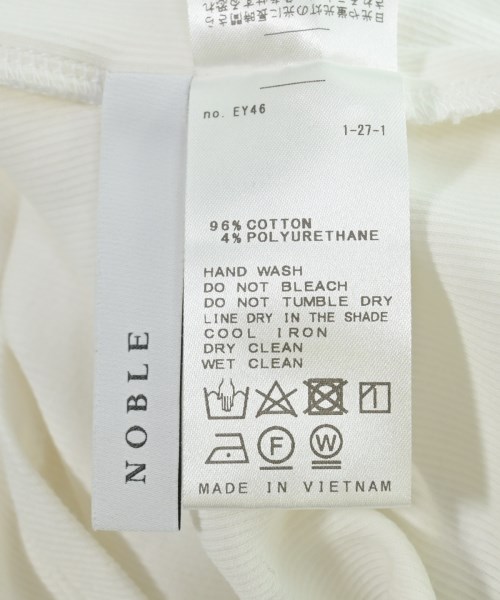 no. EY46
1-27-1
96% COTTON
4% POLYURETHANE
HAND WASH
DO NOT BLEACH
DO NOT TUMBLE DRY
LINE DRY IN THE SHADE
COOL IRON
DRY CLEAN
WET CLEAN
F W
MADE IN VIETNAM
NOBLE